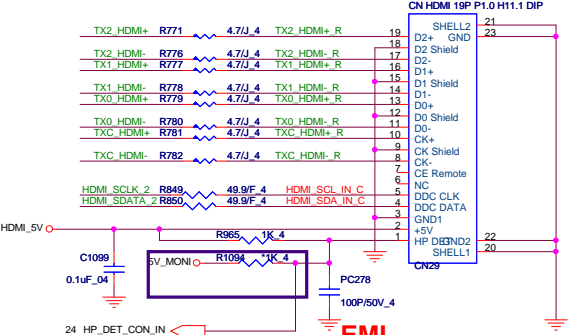 CN HDMI 19P P1.0 H11.1 DIP
SHELL2 21
GND 23
TX2_HDMI+ R771 4.7/J_4 TX2_HDMI+_R 19 D2+
18 D2 Shield
TX2_HDMI- R776 4.7/J_4 TX2_HDMI-_R 17 D2-
TX1_HDMI+ R777 4.7/J_4 TX1_HDMI+_R 16 D1+
15 D1 Shield
TX1_HDMI- R778 4.7/J_4 TX1_HDMI-_R 14 D1-
TX0_HDMI+ R779 4.7/J_4 TX0_HDMI+_R 13 D0+
12 D0 Shield
TX0_HDMI- R780 4.7/J_4 TX0_HDMI-_R 11 D0-
TXC_HDMI+ R781 4.7/J_4 TXC_HDMI+_R 10 CK+
9 CK Shield
TXC_HDMI- R782 4.7/J_4 TXC_HDMI-_R 8 CK-
7 CE Remote
6 NC
HDMI_SCLK_2 R849 49.9/F_4 HDMI_SCL_IN_C 5 DDC CLK
HDMI_SDATA_2 R850 49.9/F_4 HDMI_SDA_IN_C 4 DDC DATA
3 GND1
HDMI_5V 2 +5V
R965 1K_4 1 HP DET
GND2 22
SHELL1 20
CN29
C1099
0.1uF_04
5V_MONI R1094 *1K_4
PC278
100P/50V_4
24 HP_DET_CON_IN
EMI